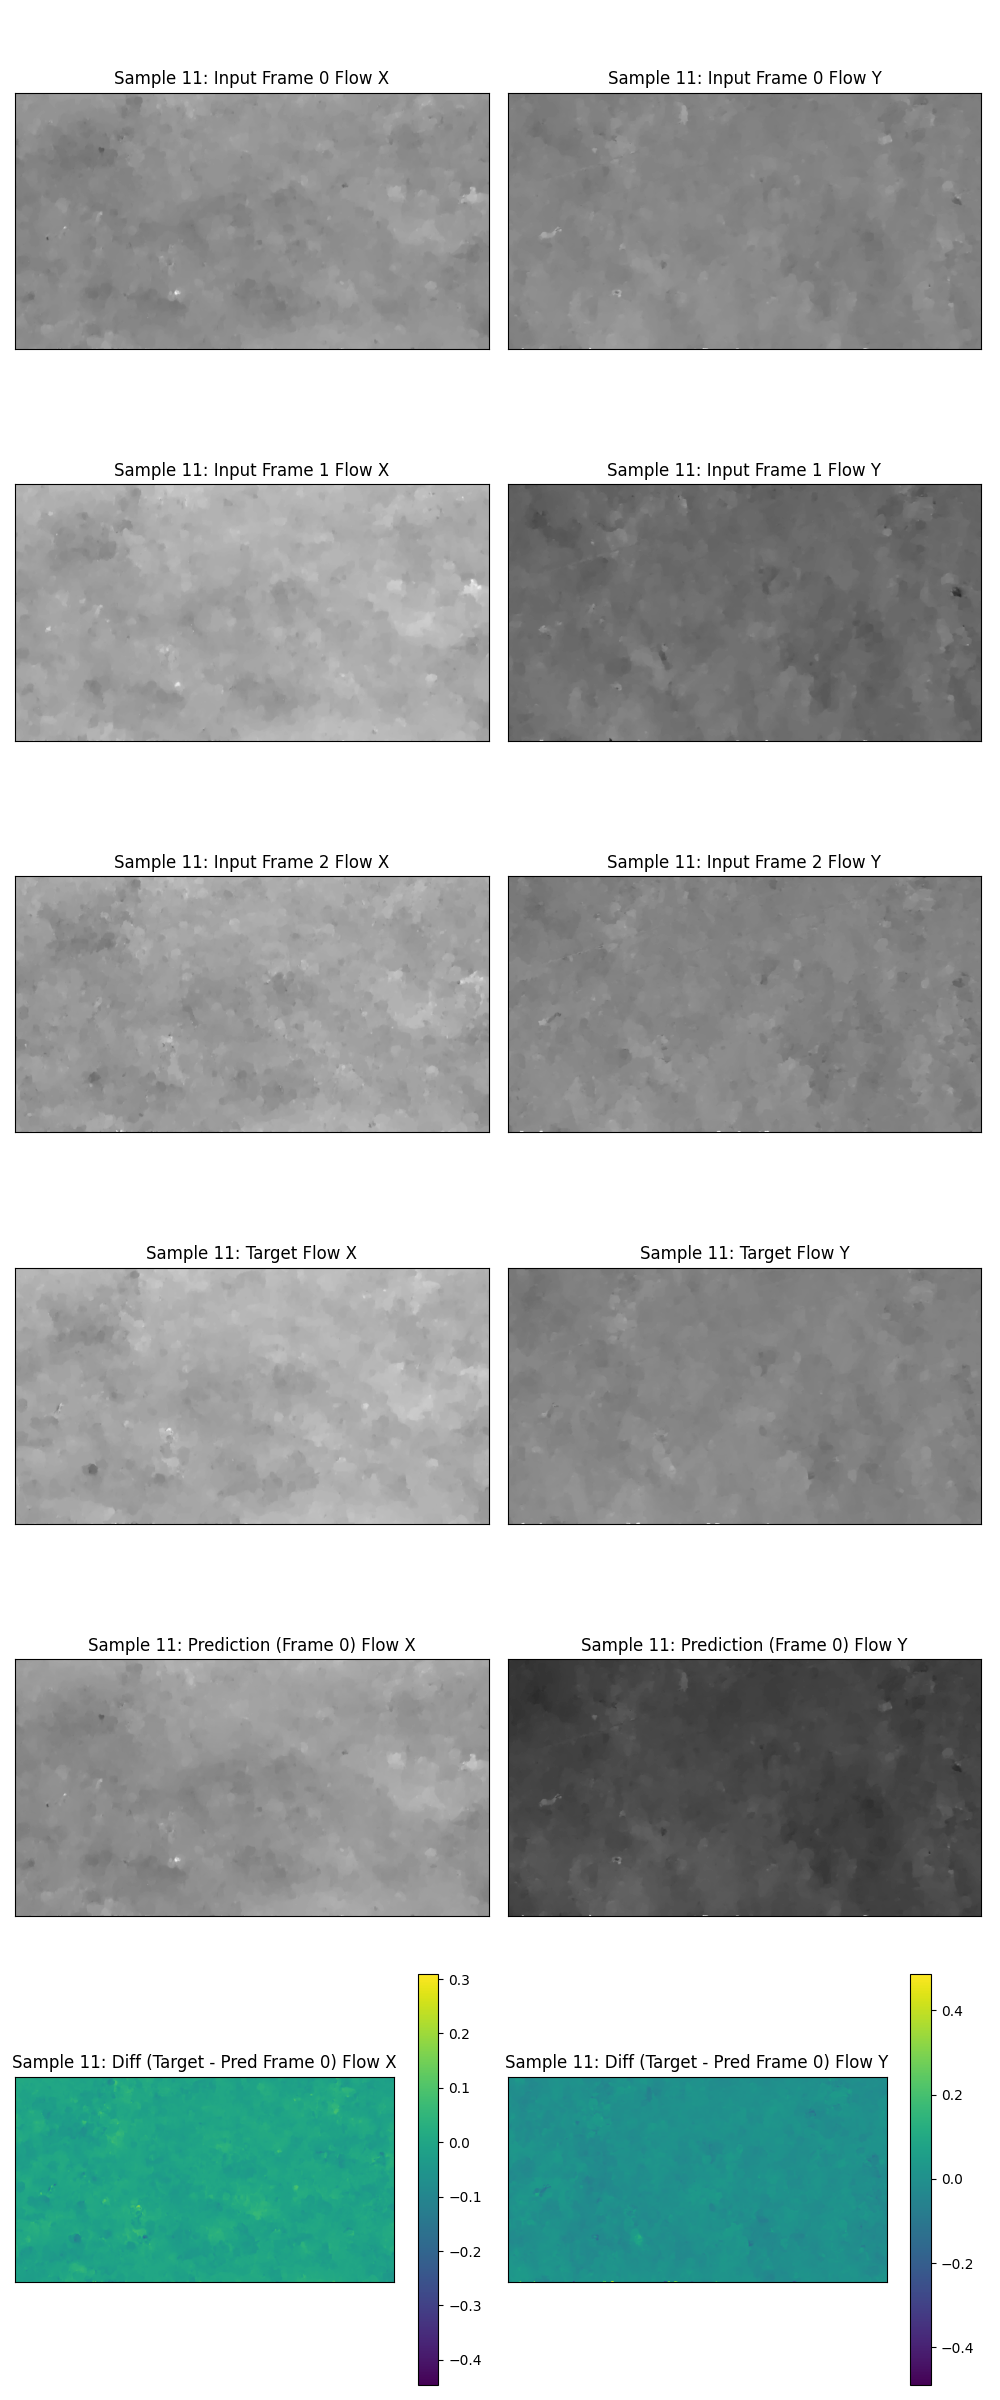 Sample 11: Input Frame 0 Flow X
Sample 11: Input Frame 0 Flow Y
Sample 11: Input Frame 1 Flow X
Sample 11: Input Frame 1 Flow Y
Sample 11: Input Frame 2 Flow X
Sample 11: Input Frame 2 Flow Y
Sample 11: Target Flow X
Sample 11: Target Flow Y
Sample 11: Prediction (Frame 0) Flow X
Sample 11: Prediction (Frame 0) Flow Y
Sample 11: Diff (Target - Pred Frame 0) Flow X
0.3
0.2
0.1
0.0
−0.1
−0.2
−0.3
−0.4
Sample 11: Diff (Target - Pred Frame 0) Flow Y
0.4
0.2
0.0
−0.2
−0.4